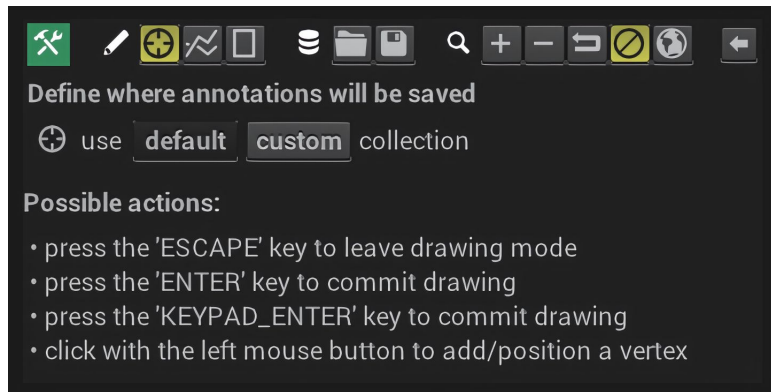 Define where annotations will be saved
use default custom collection
Possible actions:
• press the 'ESCAPE' key to leave drawing mode
• press the 'ENTER' key to commit drawing
• press the 'KEYPAD_ENTER' key to commit drawing
• click with the left mouse button to add/position a vertex